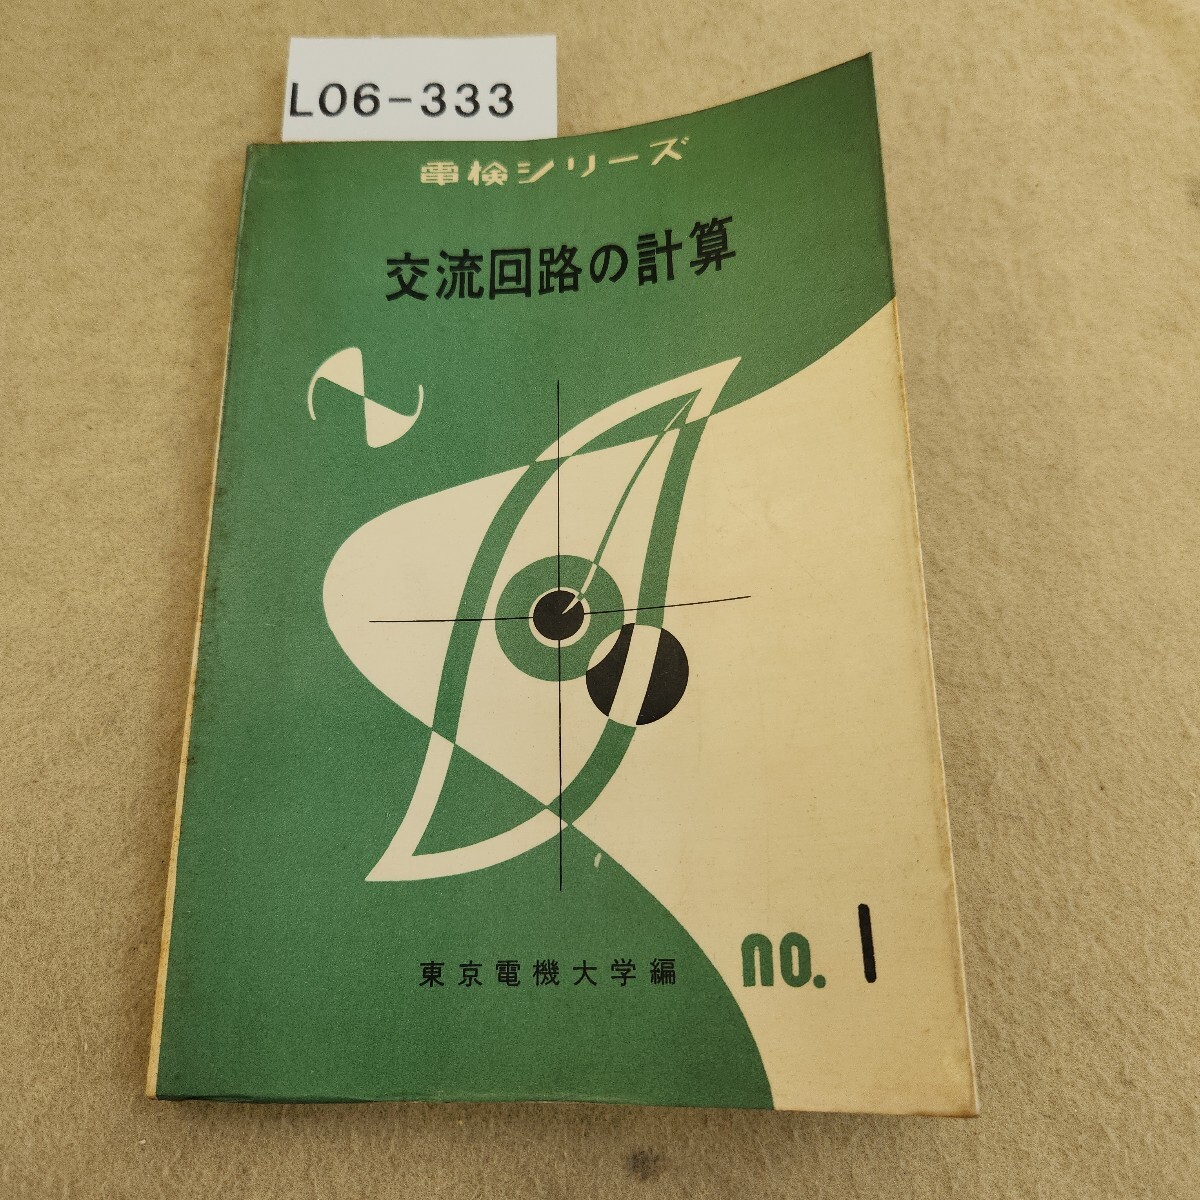 L06-333
電検シリーズ
交流回路の計算
東京電機大学編
no. 1